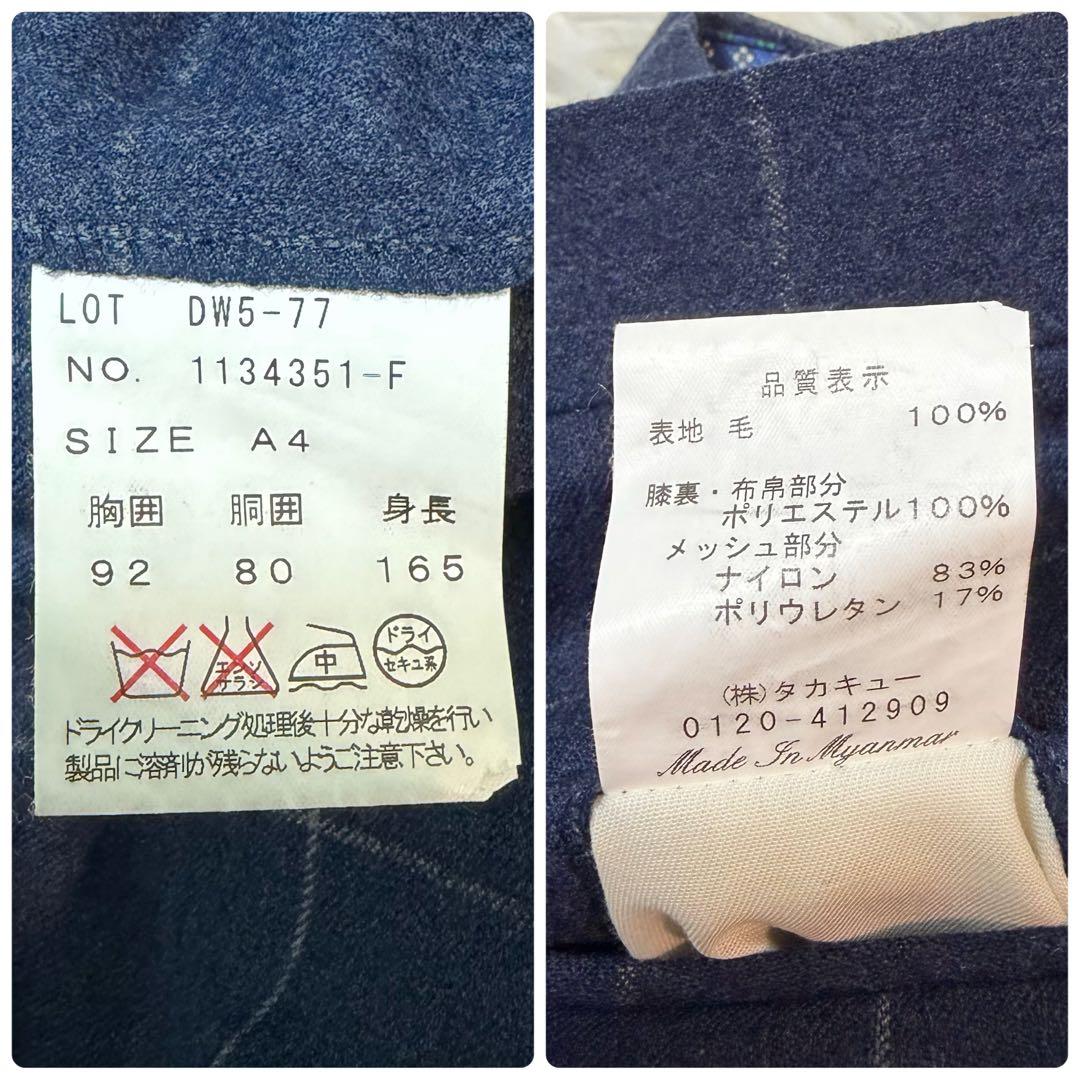 LOT DW5-77
NO. 1134351-F
SIZE A4
胸囲 胴囲 身長
92 80 165
エンソサラシ
中
ドライ
セキユ系
ドライクリーニング処理後十分な乾燥を行い
製品に溶剤が残らないようご注意下さい。
品質表示
表地 毛 100%
膝裏・布帛部分
ポリエステル100%
メッシュ部分
ナイロン 83%
ポリウレタン 17%
(株)タカキュー
0120-412909
Made In Myanmar